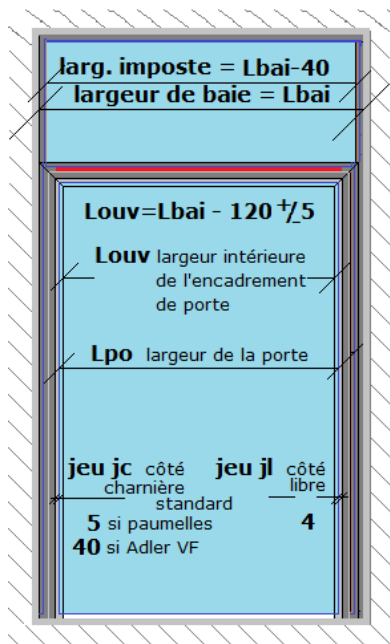 larg. imposte = Lbai-40
largeur de baie = Lbai
Louv=Lbai - 120 +/-5
Louv largeur intérieure
de l'encadrement
de porte
Lpo largeur de la porte
jeu jc côté
charnière
jeu jl côté
libre
standard
5 si paumelles
4
40 si Adler VF